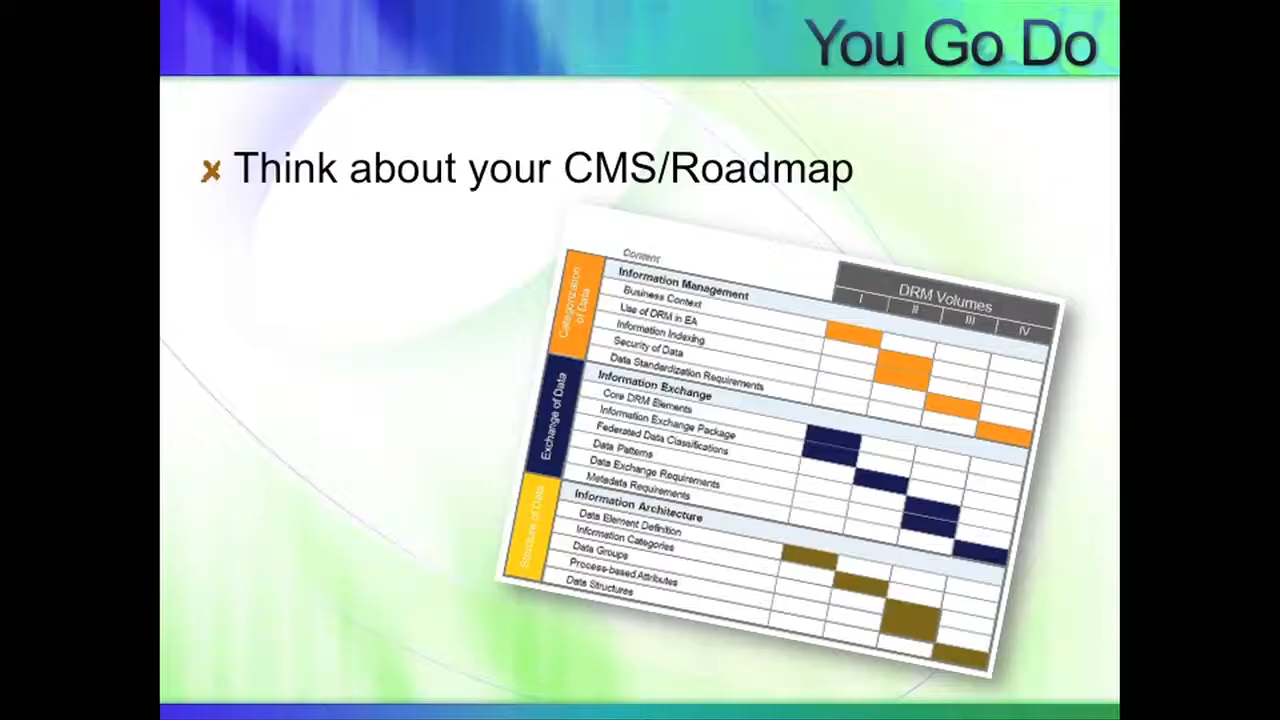 You Go Do
Think about your CMS/Roadmap
Content
DRM Volumes
I II III IV
Categorization
of Data
Information Management
Business Context
Use of DRM in EA
Information Indexing
Security of Data
Data Standardization Requirements
Exchange of Data
Information Exchange
Core DRM Elements
Information Exchange Package
Federated Data Classifications
Data Patterns
Data Exchange Requirements
Metadata Requirements
Structure of Data
Information Architecture
Data Element Definition
Information Categories
Data Groups
Process-based Attributes
Data Structures